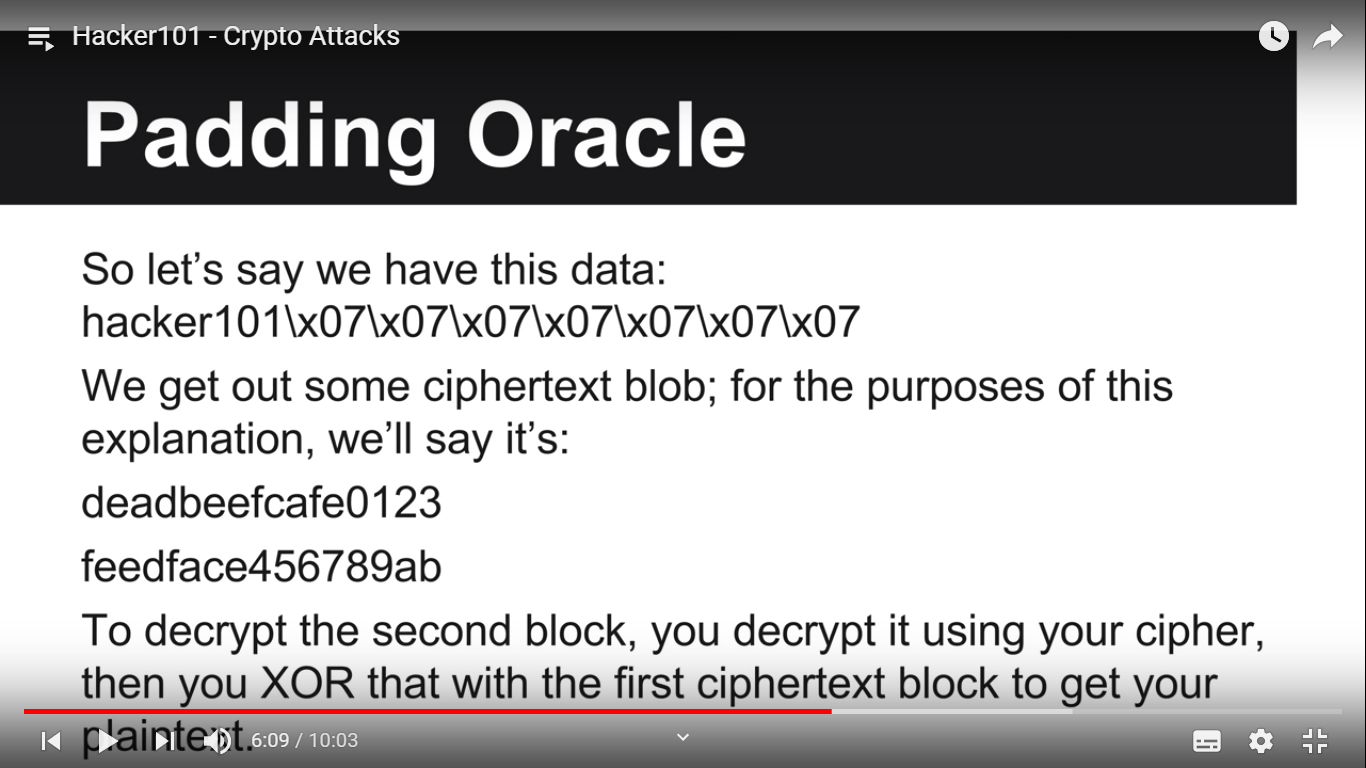 Hacker101 - Crypto Attacks
Padding Oracle
So let’s say we have this data:
hacker101\x07\x07\x07\x07\x07\x07\x07
We get out some ciphertext blob; for the purposes of this
explanation, we’ll say it’s:
deadbeefcafe0123
feedface456789ab
To decrypt the second block, you decrypt it using your cipher,
then you XOR that with the first ciphertext block to get your
plaintext.
6:09 / 10:03